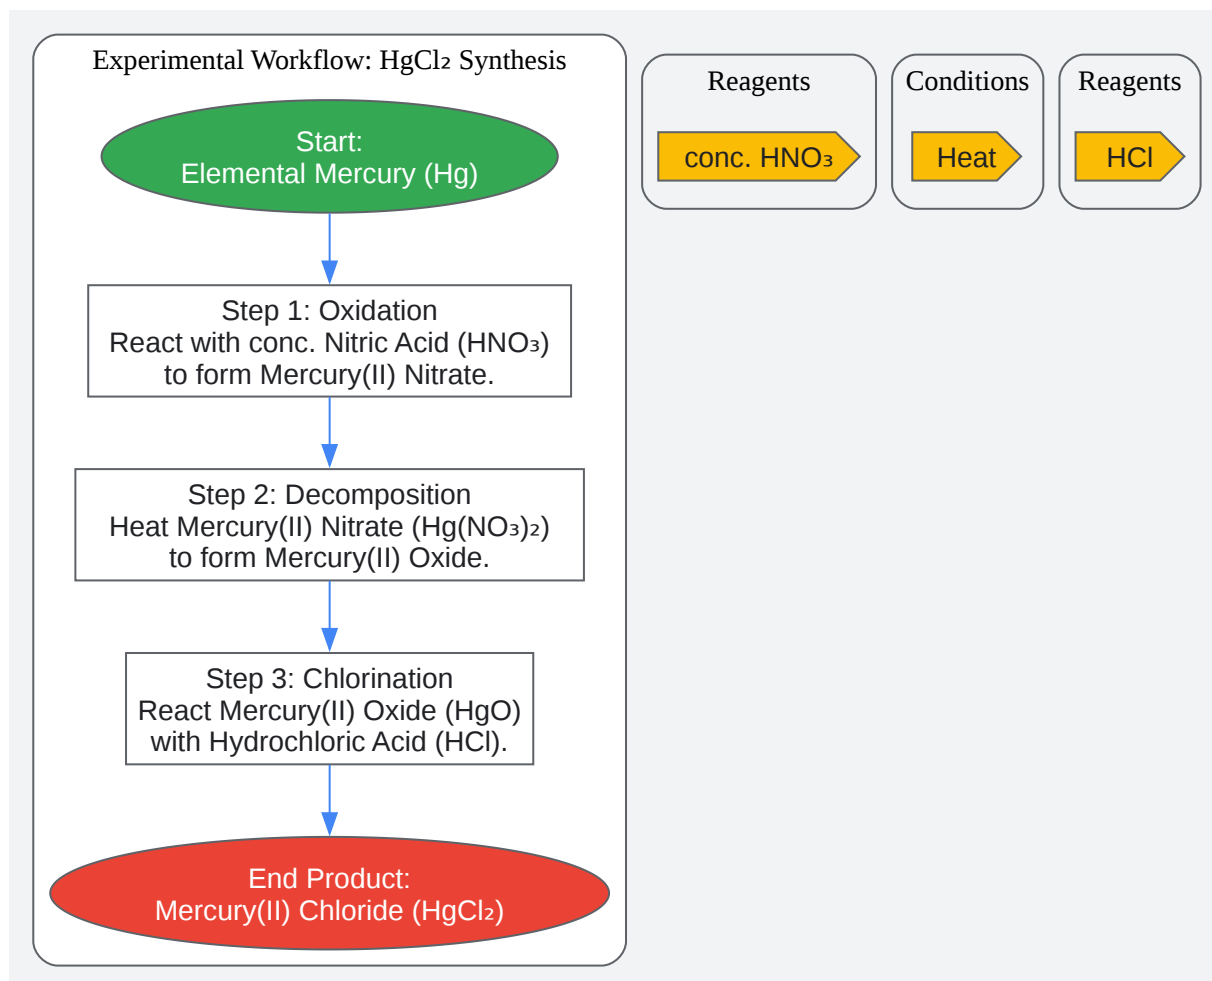 Experimental Workflow: HgCl₂ Synthesis
Start:
Elemental Mercury (Hg)
Step 1: Oxidation
React with conc. Nitric Acid (HNO₃)
to form Mercury(II) Nitrate.
Step 2: Decomposition
Heat Mercury(II) Nitrate (Hg(NO₃)₂)
to form Mercury(II) Oxide.
Step 3: Chlorination
React Mercury(II) Oxide (HgO)
with Hydrochloric Acid (HCl).
End Product:
Mercury(II) Chloride (HgCl₂)
Reagents
conc. HNO₃
Conditions
Heat
Reagents
HCl